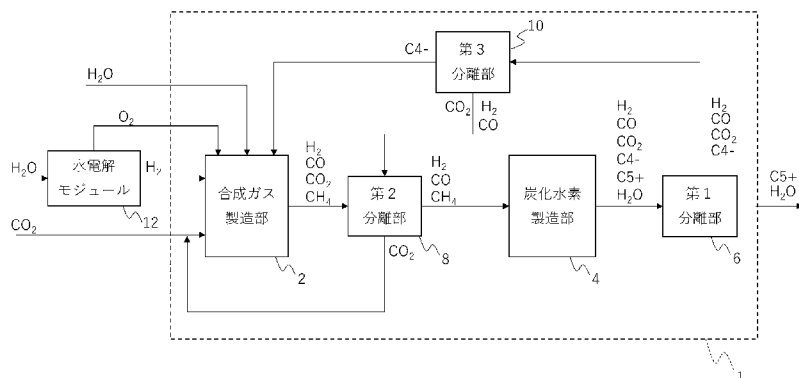 10
第３
分離部
C4-
CO₂
H₂
CO
H₂O
O₂
H₂O
水電解
モジュール
H₂
12
CO₂
合成ガス
製造部
2
H₂
CO
CO₂
CH₄
第２
分離部
8
CO₂
H₂
CO
CH₄
炭化水素
製造部
4
H₂
CO
CO₂
C4-
C5+
H₂O
H₂
CO
CO₂
C4-
第１
分離部
6
C5+
H₂O
1